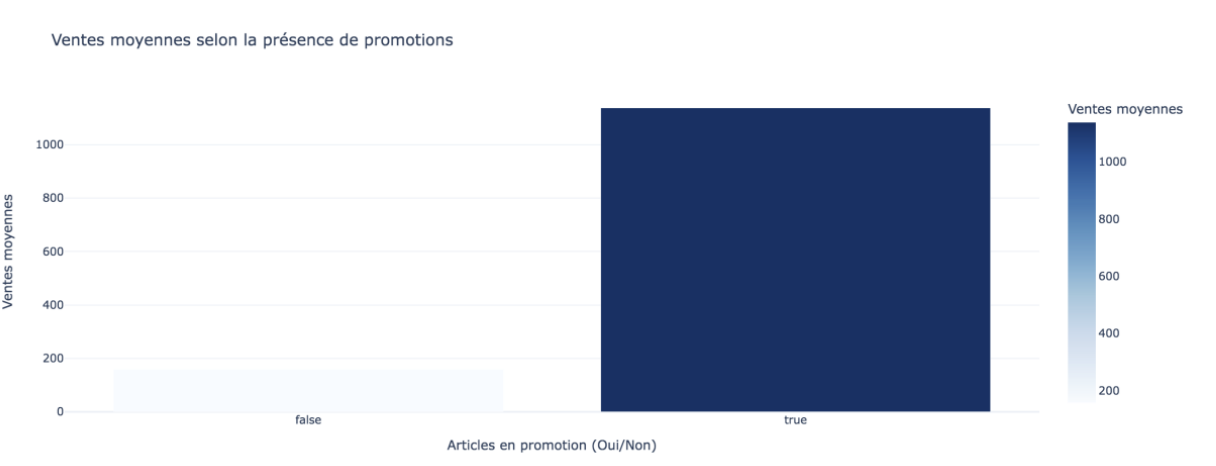 Ventes moyennes selon la présence de promotions
Ventes moyennes
1000
800
600
400
200
0
false
true
Articles en promotion (Oui/Non)
Ventes moyennes
1000
800
600
400
200